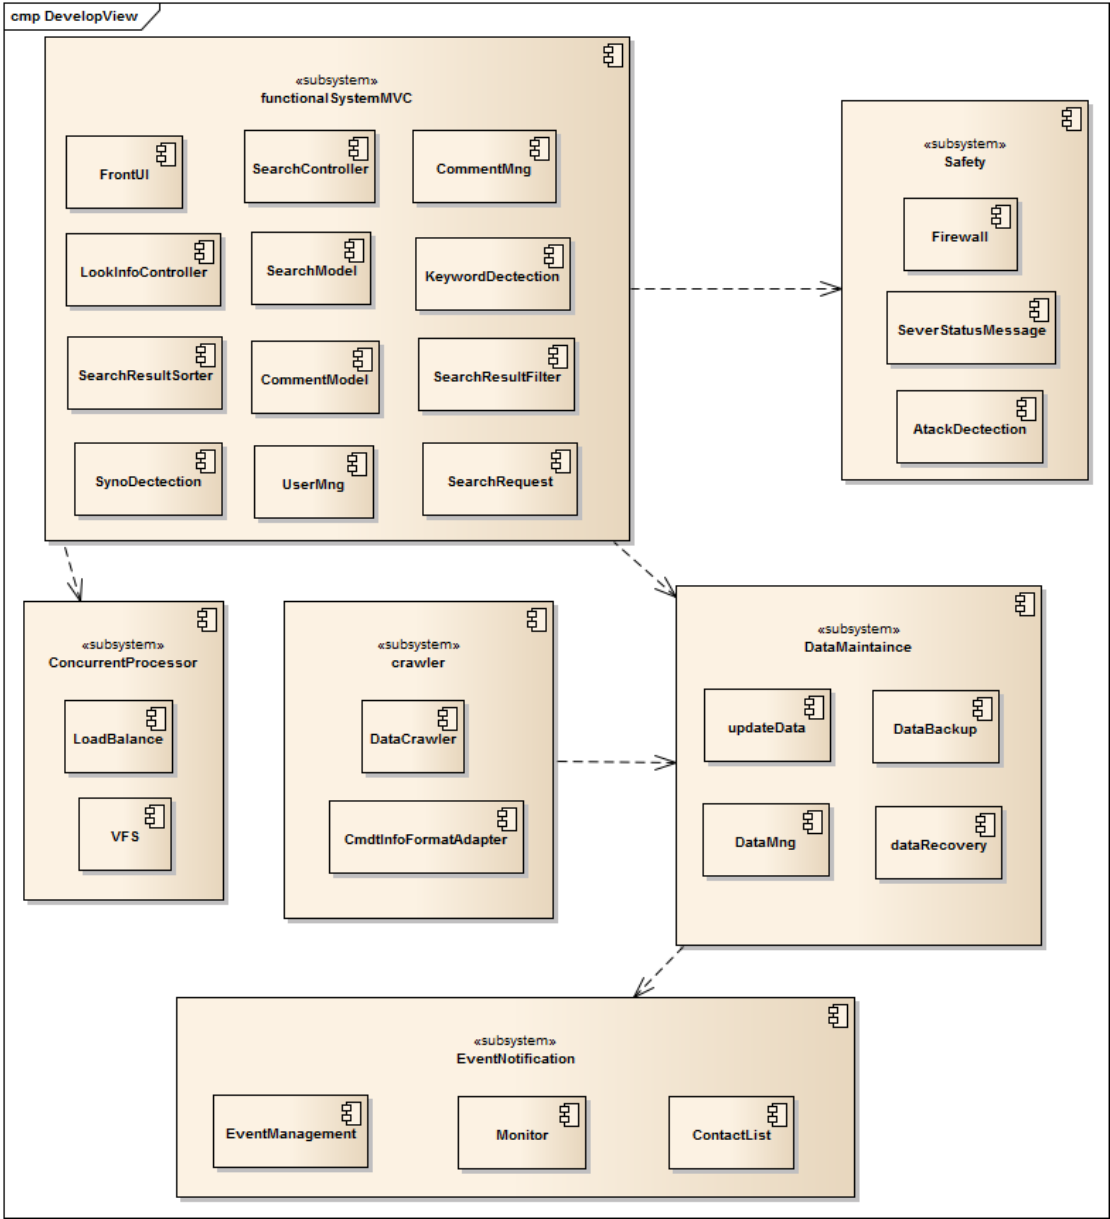 cmp DevelopView
«subsystem»
functionalSystemMVC
FrontUI
SearchController
CommentMng
LookInfoController
SearchModel
KeywordDectection
SearchResultSorter
CommentModel
SearchResultFilter
SynoDectection
UserMng
SearchRequest
«subsystem»
Safety
Firewall
SeverStatusMessage
AtackDectection
«subsystem»
ConcurrentProcessor
LoadBalance
VFS
«subsystem»
crawler
DataCrawler
CmdtInfoFormatAdapter
«subsystem»
DataMaintaince
updateData
DataBackup
DataMng
dataRecovery
«subsystem»
EventNotification
EventManagement
Monitor
ContactList